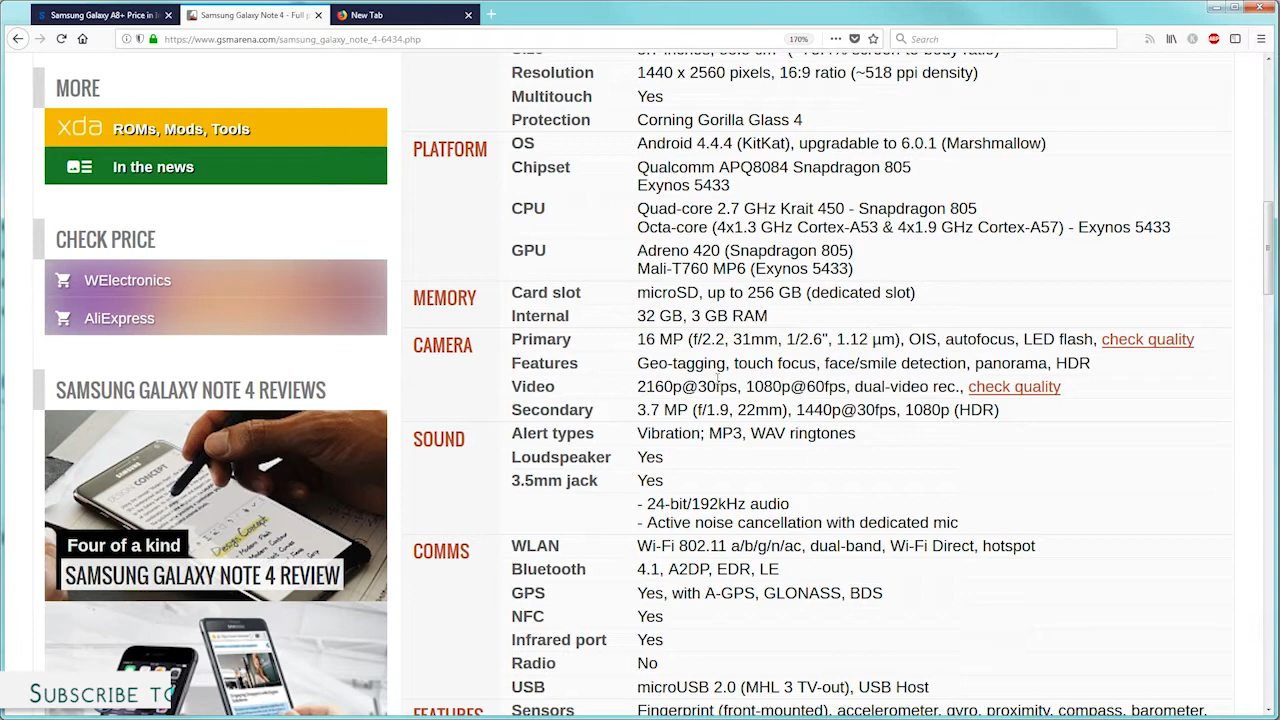 Samsung Galaxy A8+ Price in
Samsung Galaxy Note 4 - Full
New Tab
https://www.gsmarena.com/samsung_galaxy_note_4-6434.php
170%
Search
MORE
xda ROMs, Mods, Tools
In the news
CHECK PRICE
WElectronics
AliExpress
SAMSUNG GALAXY NOTE 4 REVIEWS
DESIGN CONCEPT
Design Concept
Four of a kind
SAMSUNG GALAXY NOTE 4 REVIEW
SUBSCRIBE TO
Resolution 1440 x 2560 pixels, 16:9 ratio (~518 ppi density)
Multitouch Yes
Protection Corning Gorilla Glass 4
PLATFORM OS Android 4.4.4 (KitKat), upgradable to 6.0.1 (Marshmallow)
Chipset Qualcomm APQ8084 Snapdragon 805
Exynos 5433
CPU Quad-core 2.7 GHz Krait 450 - Snapdragon 805
Octa-core (4x1.3 GHz Cortex-A53 & 4x1.9 GHz Cortex-A57) - Exynos 5433
GPU Adreno 420 (Snapdragon 805)
Mali-T760 MP6 (Exynos 5433)
MEMORY Card slot microSD, up to 256 GB (dedicated slot)
Internal 32 GB, 3 GB RAM
CAMERA Primary 16 MP (f/2.2, 31mm, 1/2.6", 1.12 µm), OIS, autofocus, LED flash, check quality
Features Geo-tagging, touch focus, face/smile detection, panorama, HDR
Video 2160p@30fps, 1080p@60fps, dual-video rec., check quality
Secondary 3.7 MP (f/1.9, 22mm), 1440p@30fps, 1080p (HDR)
SOUND Alert types Vibration; MP3, WAV ringtones
Loudspeaker Yes
3.5mm jack Yes
- 24-bit/192kHz audio
- Active noise cancellation with dedicated mic
COMMS WLAN Wi-Fi 802.11 a/b/g/n/ac, dual-band, Wi-Fi Direct, hotspot
Bluetooth 4.1, A2DP, EDR, LE
GPS Yes, with A-GPS, GLONASS, BDS
NFC Yes
Infrared port Yes
Radio No
USB microUSB 2.0 (MHL 3 TV-out), USB Host
FEATURES Sensors Fingerprint (front-mounted), accelerometer, gyro, proximity, compass, barometer,